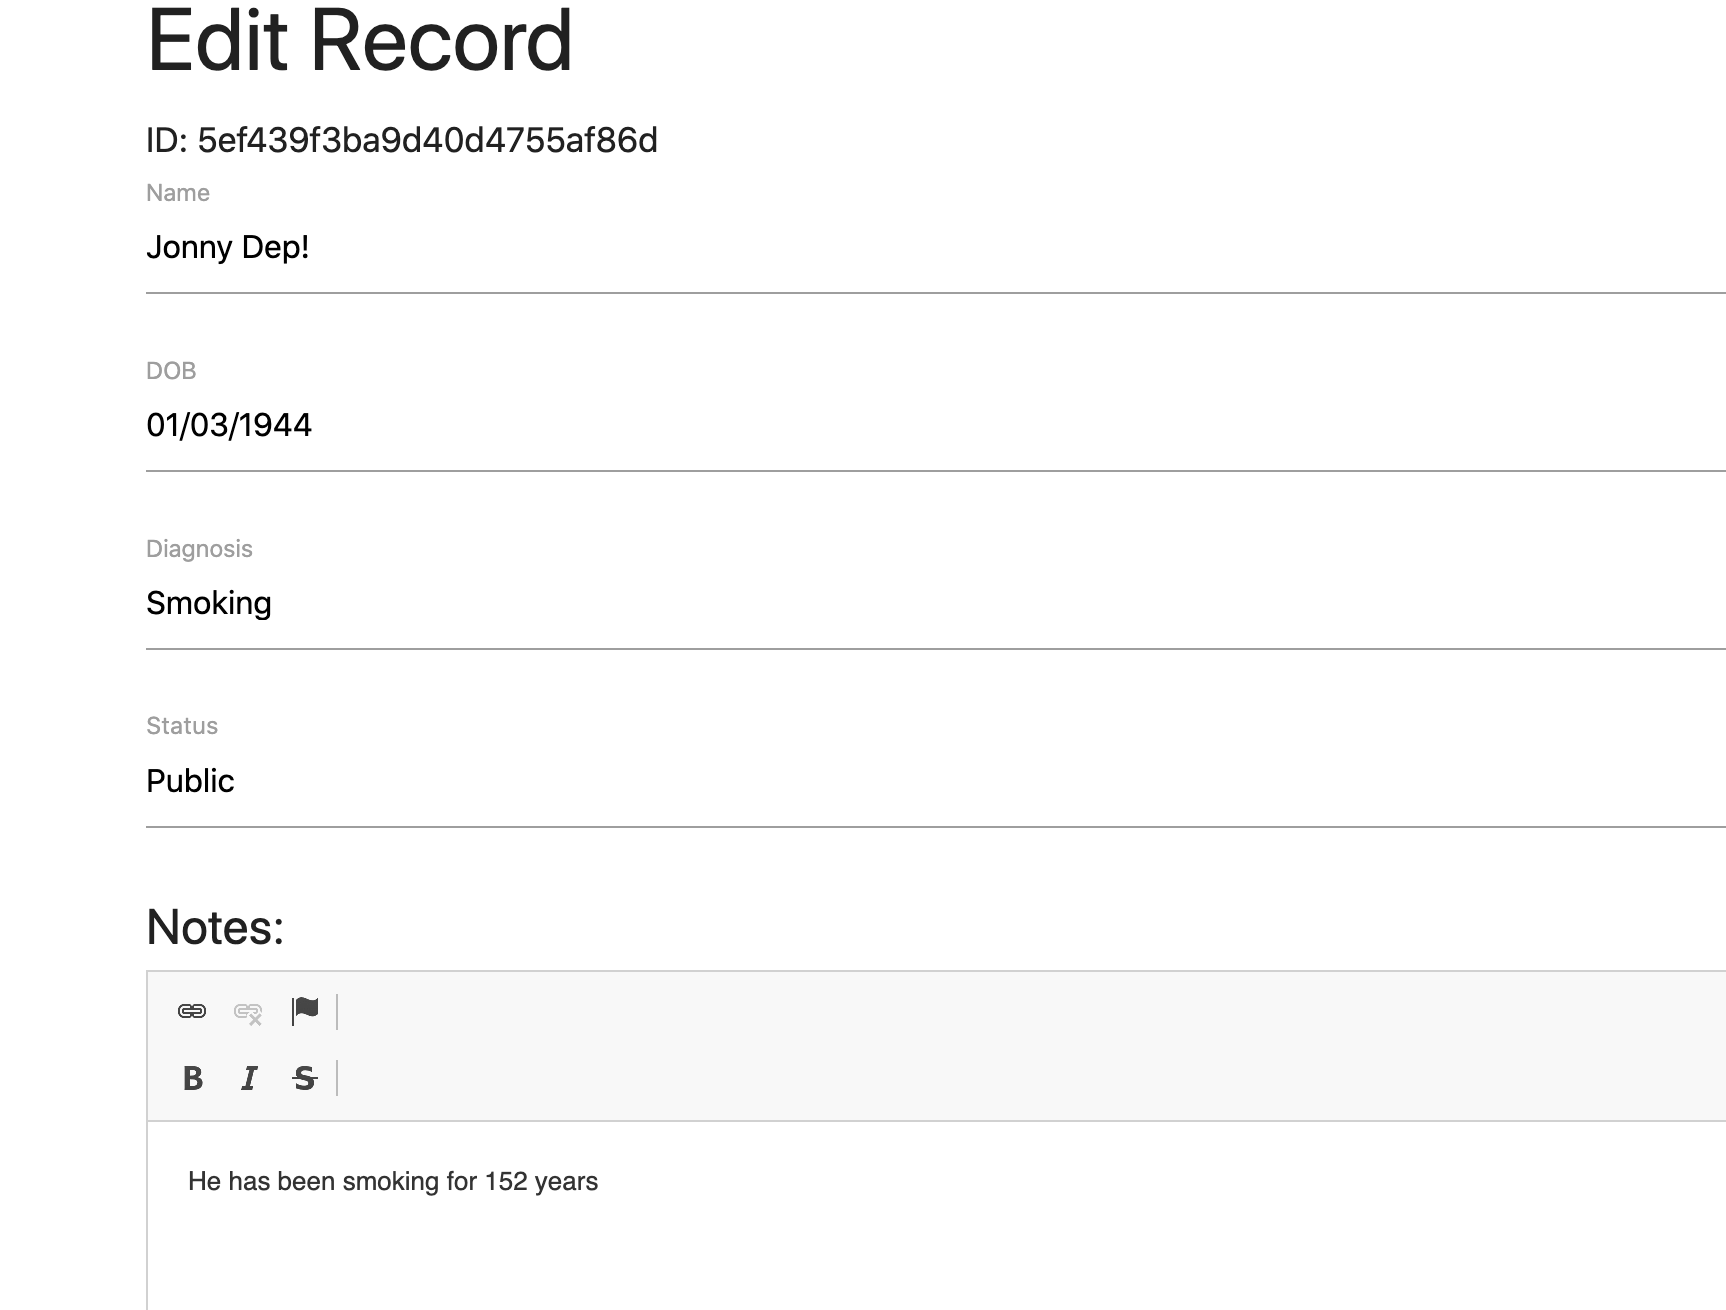 Edit Record
ID: 5ef439f3ba9d40d4755af86d
Name
Jonny Dep!
DOB
01/03/1944
Diagnosis
Smoking
Status
Public
Notes:
B I S
He has been smoking for 152 years